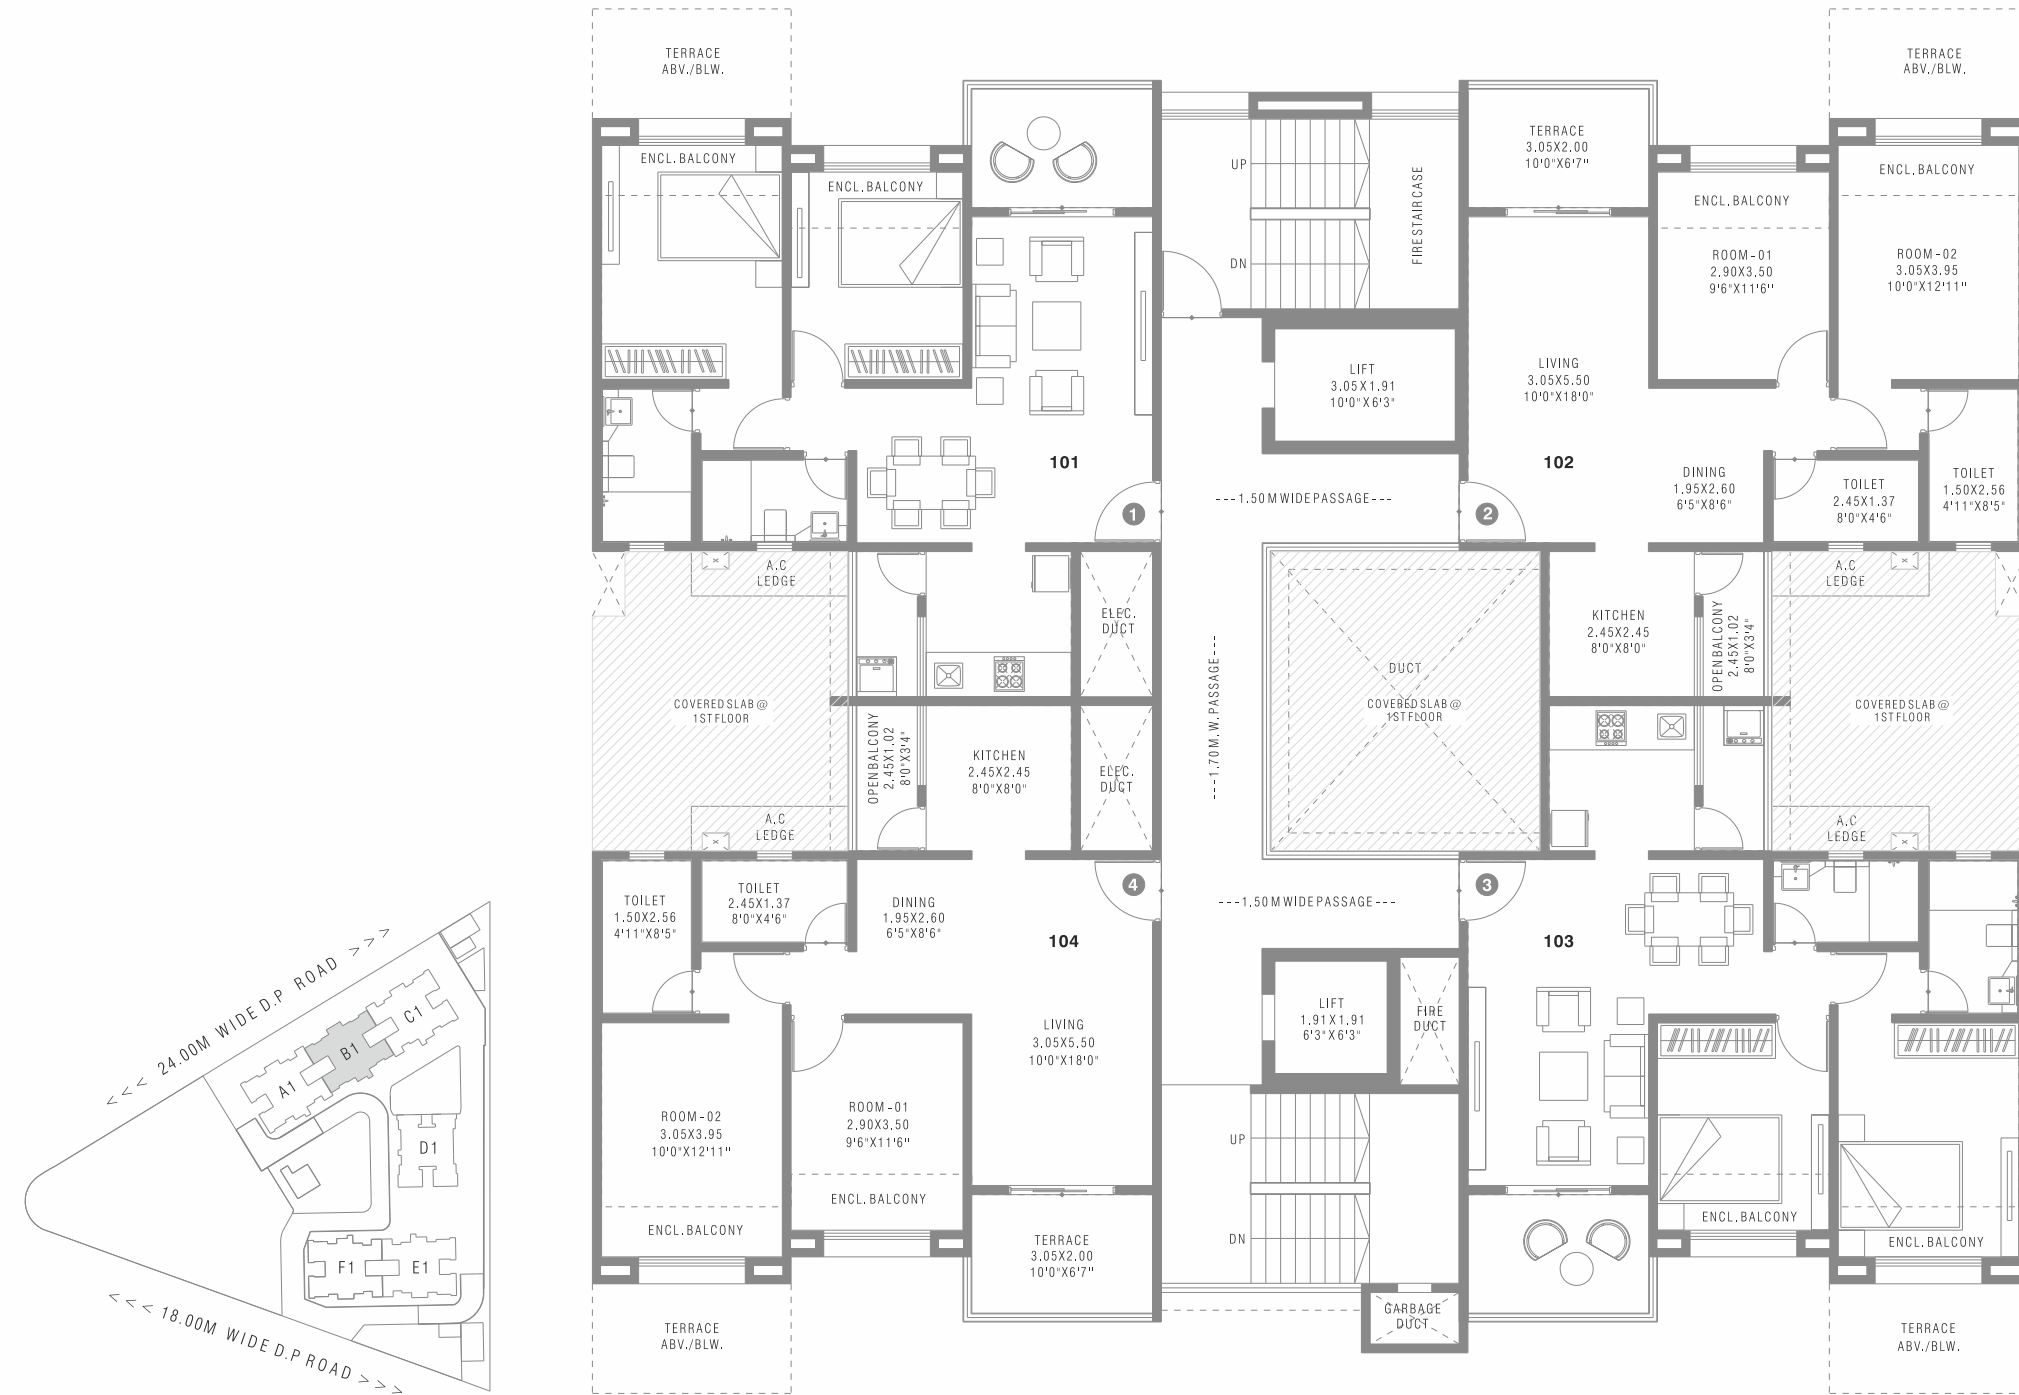 TERRACE
ABV./BLW.
TERRACE
ABV./BLW.
ENCL. BALCONY
ENCL. BALCONY
UP
DN
FIRE STAIRCASE
TERRACE
3.05X2.00
10'0"X6'7"
ENCL. BALCONY
ENCL. BALCONY
ROOM-01
2.90X3.50
9'6"X11'6"
ROOM-02
3.05X3.95
10'0"X12'11"
LIFT
3.05X1.91
10'0"X6'3"
LIVING
3.05X5.50
10'0"X18'0"
101
102
1
---1.50 M WIDE PASSAGE---
2
DINING
1.95X2.60
6'5"X8'6"
TOILET
2.45X1.37
8'0"X4'6"
TOILET
1.50X2.56
4'11"X8'5"
A.C
LEDGE
ELEC.
DUCT
A.C
LEDGE
KITCHEN
2.45X2.45
8'0"X8'0"
OPEN BALCONY
2.45X1.02
8'0"X3'4"
COVERED SLAB @
1ST FLOOR
---1.70 M. W. PASSAGE---
DUCT
COVERED SLAB @
1ST FLOOR
COVERED SLAB @
1ST FLOOR
OPEN BALCONY
2.45X1.02
8'0"X3'4"
KITCHEN
2.45X2.45
8'0"X8'0"
ELEC.
DUCT
A.C
LEDGE
A.C
LEDGE
TOILET
1.50X2.56
4'11"X8'5"
TOILET
2.45X1.37
8'0"X4'6"
DINING
1.95X2.60
6'5"X8'6"
4
---1.50 M WIDE PASSAGE---
3
104
103
LIVING
3.05X5.50
10'0"X18'0"
LIFT
1.91X1.91
6'3"X6'3"
FIRE
DUCT
ROOM-02
3.05X3.95
10'0"X12'11"
ROOM-01
2.90X3.50
9'6"X11'6"
UP
DN
ENCL. BALCONY
ENCL. BALCONY
ENCL. BALCONY
ENCL. BALCONY
TERRACE
3.05X2.00
10'0"X6'7"
GARBAGE
DUCT
TERRACE
ABV./BLW.
TERRACE
ABV./BLW.
<<< 24.00M WIDE D.P ROAD >>>
A1
B1
C1
D1
F1
E1
<<< 18.00M WIDE D.P ROAD >>>